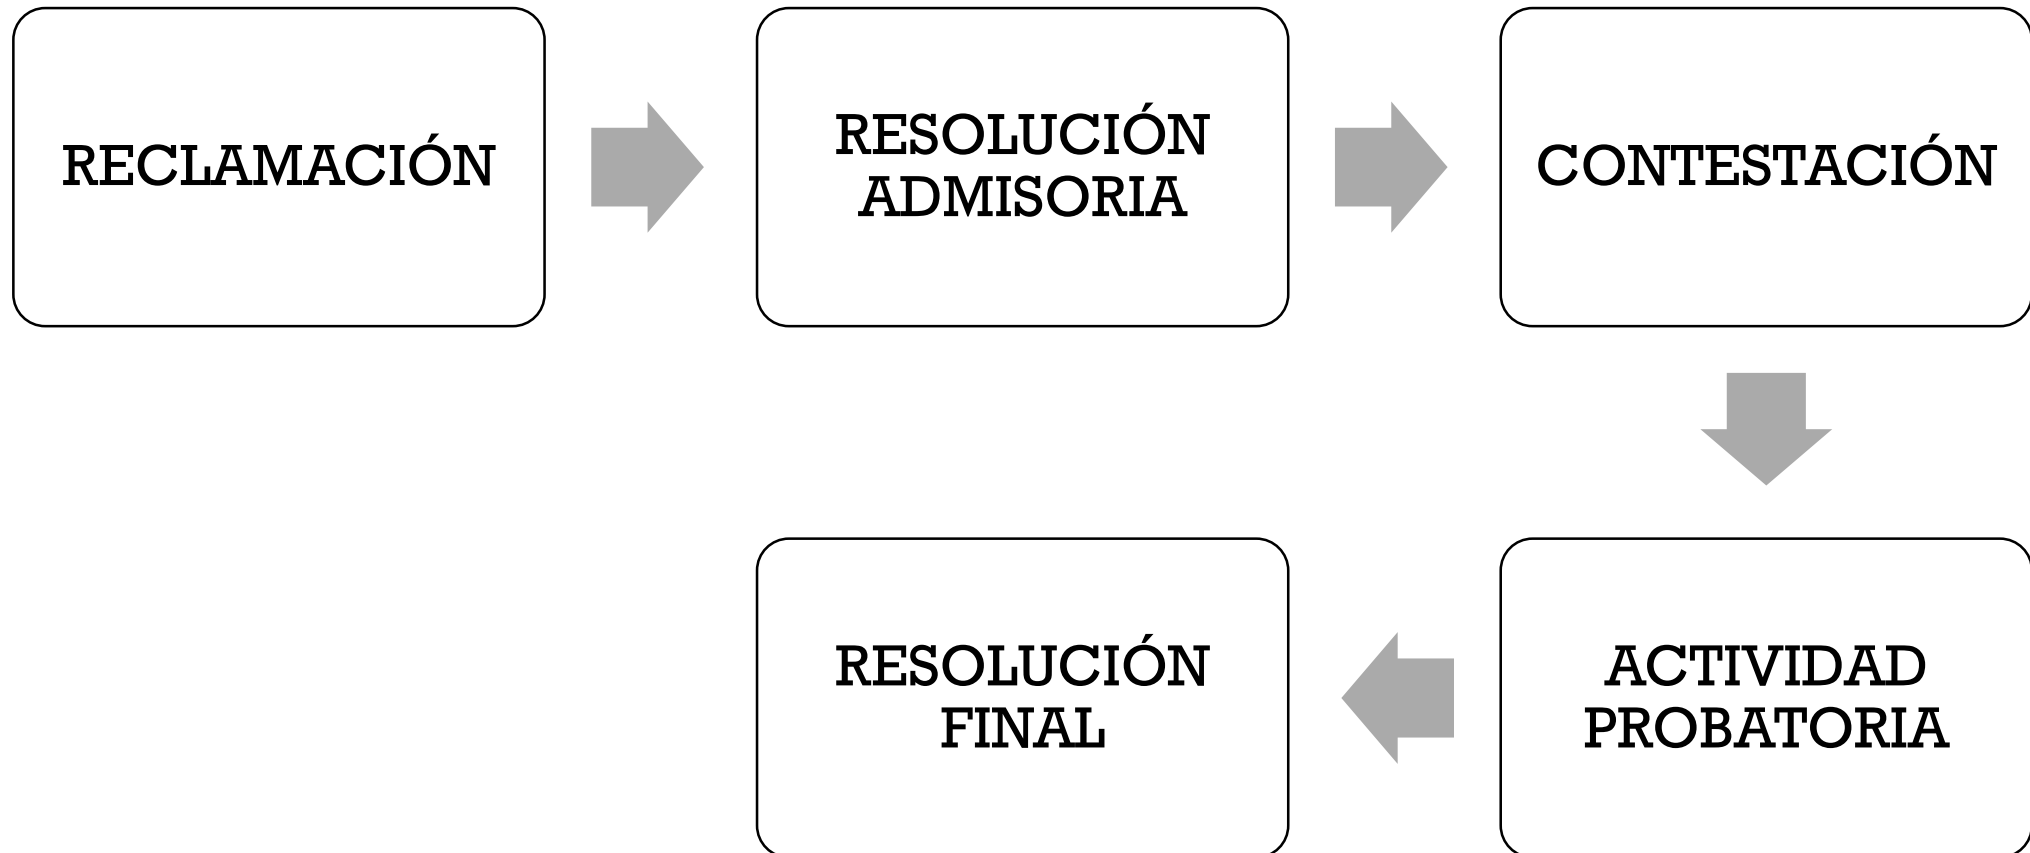 RECLAMACIÓN
RESOLUCIÓN
ADMISORIA
CONTESTACIÓN
ACTIVIDAD
PROBATORIA
RESOLUCIÓN
FINAL